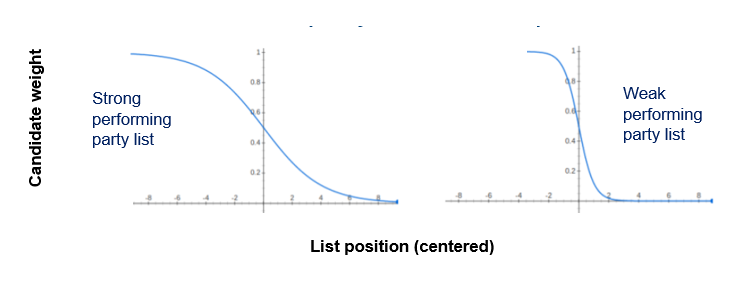 Candidate weight
Strong
performing
party list
1
0.8
0.6
0.4
0.2
-8 -6 -4 -2 2 4 6 8
Weak
performing
party list
1
0.8
0.6
0.4
0.2
-8 -6 -4 -2 2 4 6 8
List position (centered)